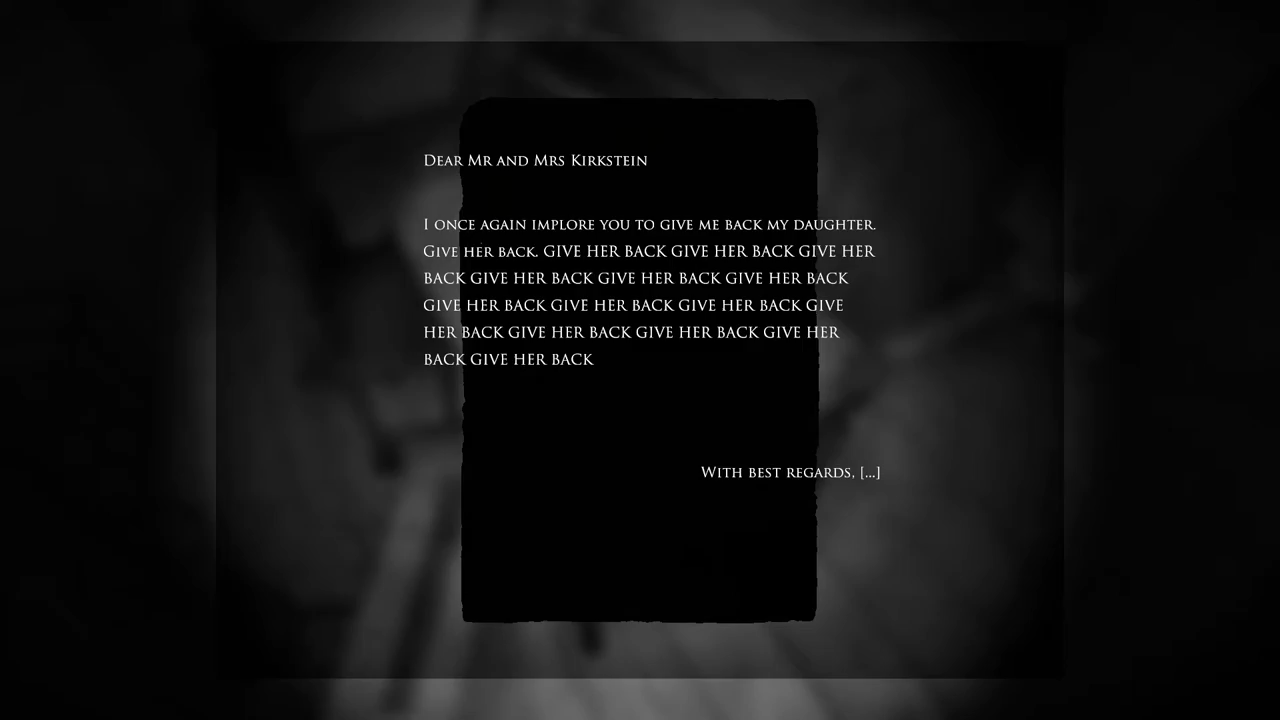 Dear Mr and Mrs Kirkstein
I once again implore you to give me back my daughter.
Give her back. GIVE HER BACK GIVE HER BACK GIVE HER
BACK GIVE HER BACK GIVE HER BACK GIVE HER BACK
GIVE HER BACK GIVE HER BACK GIVE HER BACK GIVE
HER BACK GIVE HER BACK GIVE HER BACK GIVE HER
BACK GIVE HER BACK
With best regards, [...]